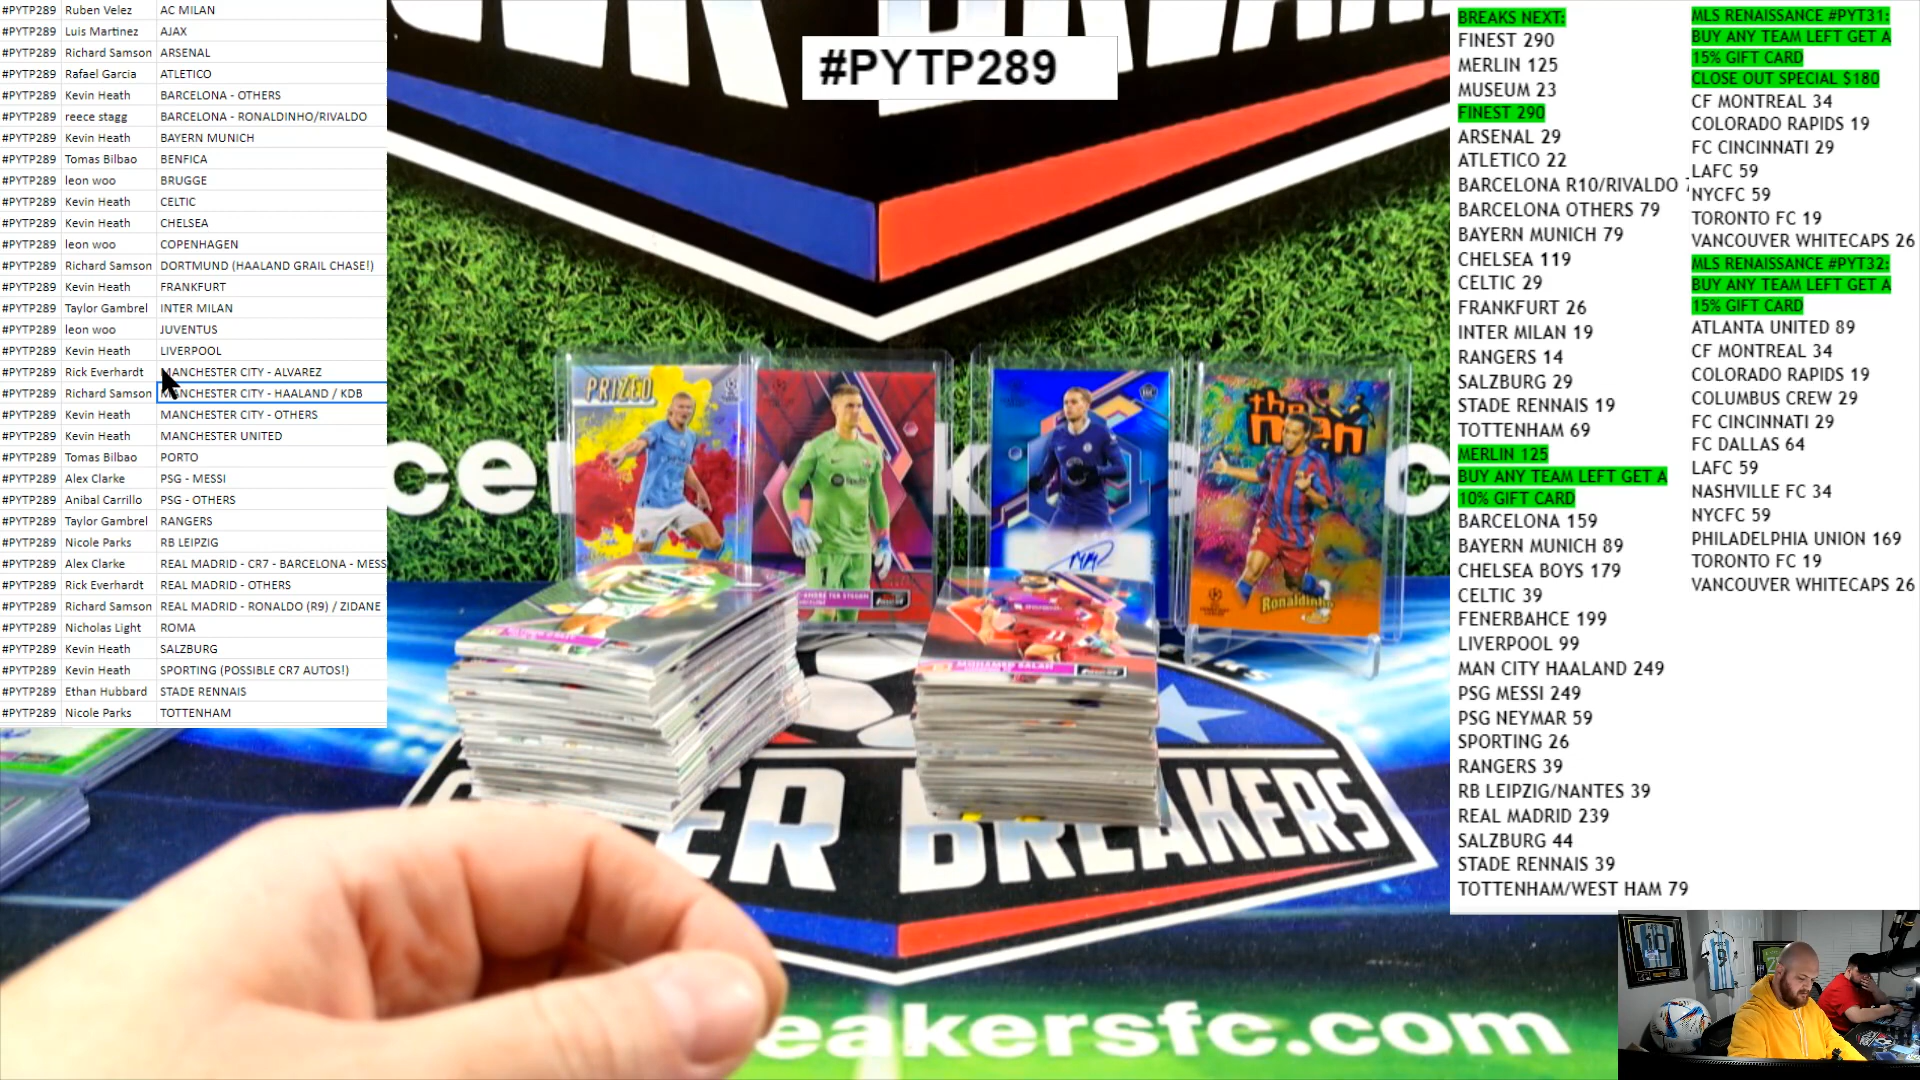 #PYTP289 Ruben Velez AC MILAN
#PYTP289 Luis Martinez AJAX
#PYTP289 Richard Samson ARSENAL
#PYTP289 Rafael Garcia ATLETICO
#PYTP289 Kevin Heath BARCELONA - OTHERS
#PYTP289 reece stagg BARCELONA - RONALDINHO/RIVALDO
#PYTP289 Kevin Heath BAYERN MUNICH
#PYTP289 Tomas Bilbao BENFICA
#PYTP289 leon woo BRUGGE
#PYTP289 Kevin Heath CELTIC
#PYTP289 Kevin Heath CHELSEA
#PYTP289 leon woo COPENHAGEN
#PYTP289 Richard Samson DORTMUND (HAALAND GRAIL CHASE!)
#PYTP289 Kevin Heath FRANKFURT
#PYTP289 Taylor Gambrel INTER MILAN
#PYTP289 leon woo JUVENTUS
#PYTP289 Kevin Heath LIVERPOOL
#PYTP289 Rick Everhardt MANCHESTER CITY - ALVAREZ
#PYTP289 Richard Samson MANCHESTER CITY - HAALAND / KDB
#PYTP289 Kevin Heath MANCHESTER CITY - OTHERS
#PYTP289 Kevin Heath MANCHESTER UNITED
#PYTP289 Tomas Bilbao PORTO
#PYTP289 Alex Clarke PSG - MESSI
#PYTP289 Anibal Carrillo PSG - OTHERS
#PYTP289 Taylor Gambrel RANGERS
#PYTP289 Nicole Parks RB LEIPZIG
#PYTP289 Alex Clarke REAL MADRID - CR7 - BARCELONA - MESS
#PYTP289 Rick Everhardt REAL MADRID - OTHERS
#PYTP289 Richard Samson REAL MADRID - RONALDO (R9) / ZIDANE
#PYTP289 Nicholas Light ROMA
#PYTP289 Kevin Heath SALZBURG
#PYTP289 Kevin Heath SPORTING (POSSIBLE CR7 AUTOS!)
#PYTP289 Ethan Hubbard STADE RENNAIS
#PYTP289 Nicole Parks TOTTENHAM
#PYTP289
PRIZED
the man
Ronaldinho
MOHAMED SALAH
BREAKERS
eakersfc.com
BREAKS NEXT:
FINEST 290
MERLIN 125
MUSEUM 23
FINEST 290
ARSENAL 29
ATLETICO 22
BARCELONA R10/RIVALDO
BARCELONA OTHERS 79
BAYERN MUNICH 79
CHELSEA 119
CELTIC 29
FRANKFURT 26
INTER MILAN 19
RANGERS 14
SALZBURG 29
STADE RENNAIS 19
TOTTENHAM 69
MERLIN 125
BUY ANY TEAM LEFT GET A
10% GIFT CARD
BARCELONA 159
BAYERN MUNICH 89
CHELSEA BOYS 179
CELTIC 39
FENERBAHCE 199
LIVERPOOL 99
MAN CITY HAALAND 249
PSG MESSI 249
PSG NEYMAR 59
SPORTING 26
RANGERS 39
RB LEIPZIG/NANTES 39
REAL MADRID 239
SALZBURG 44
STADE RENNAIS 39
TOTTENHAM/WEST HAM 79
MLS RENAISSANCE #PYT31:
BUY ANY TEAM LEFT GET A
15% GIFT CARD
CLOSE OUT SPECIAL $180
CF MONTREAL 34
COLORADO RAPIDS 19
FC CINCINNATI 29
LAFC 59
NYCFC 59
TORONTO FC 19
VANCOUVER WHITECAPS 26
MLS RENAISSANCE #PYT32:
BUY ANY TEAM LEFT GET A
15% GIFT CARD
ATLANTA UNITED 89
CF MONTREAL 34
COLORADO RAPIDS 19
COLUMBUS CREW 29
FC CINCINNATI 29
FC DALLAS 64
LAFC 59
NASHVILLE FC 34
NYCFC 59
PHILADELPHIA UNION 169
TORONTO FC 19
VANCOUVER WHITECAPS 26